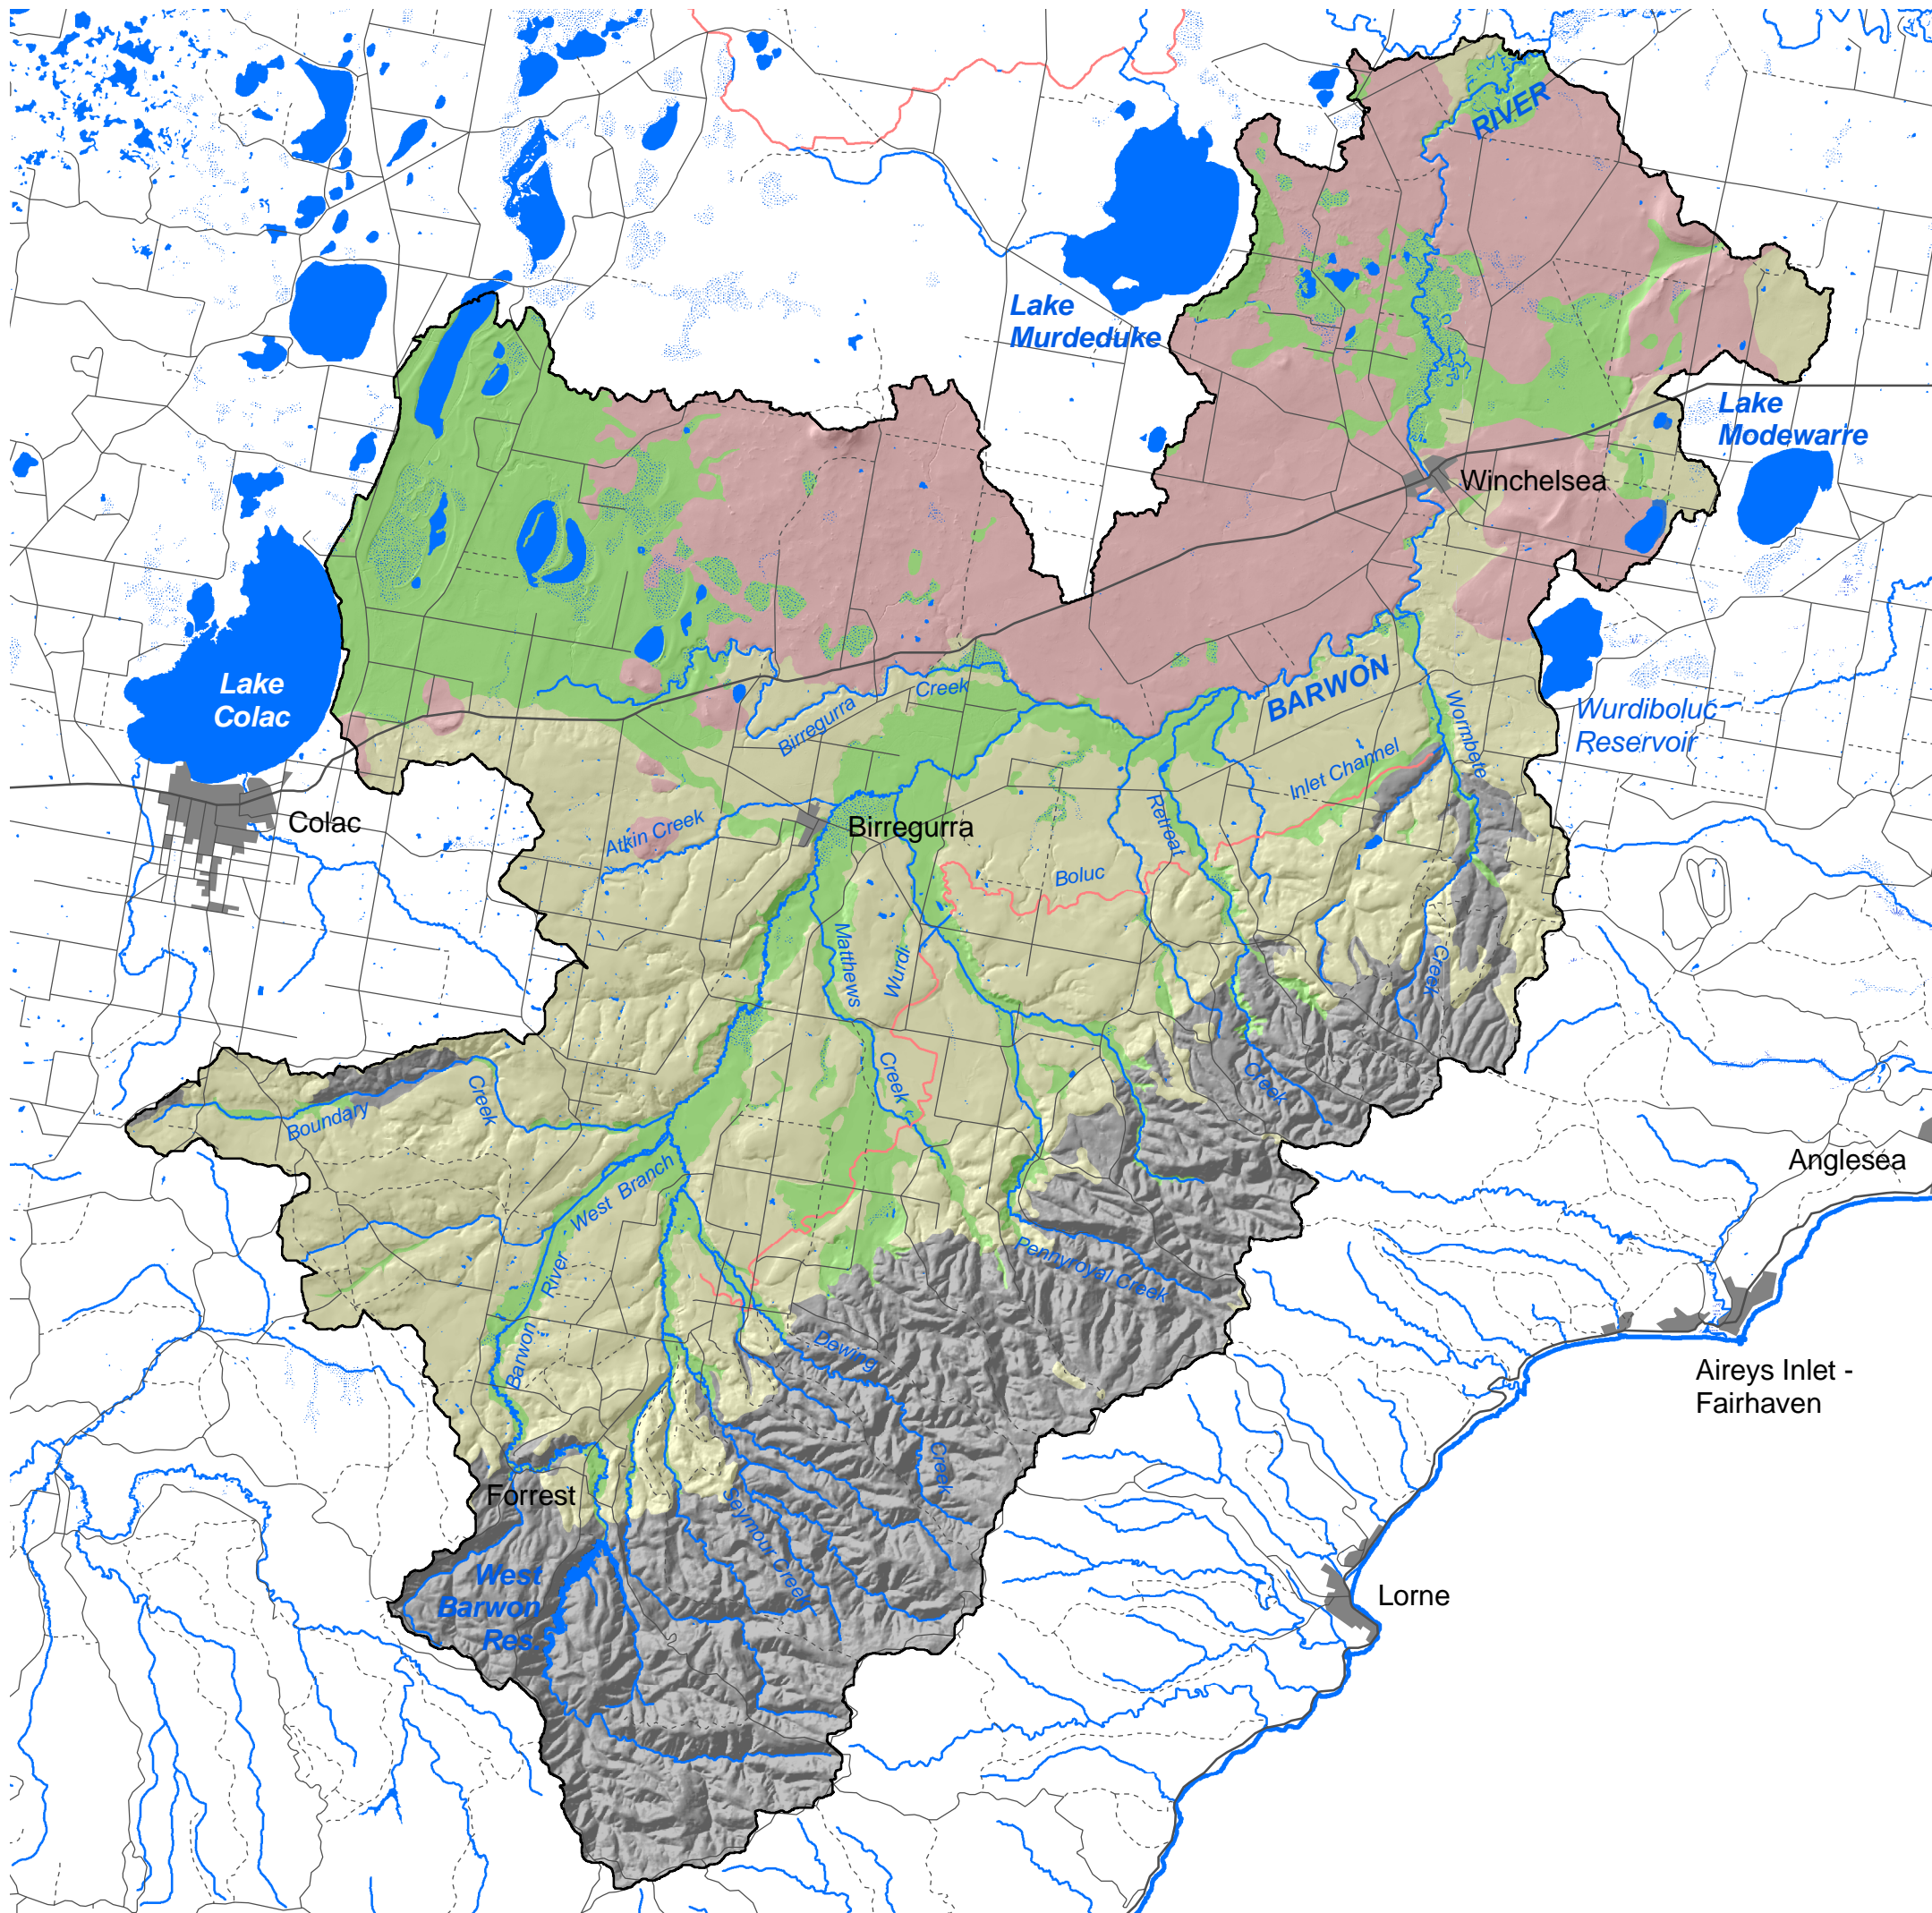 RIVER
Lake
Murdeduke
Lake
Modewarre
Winchelsea
Lake
Colac
Creek
Birregurra
BARWON
Wormbete
Wurdiboluc
Reservoir
Inlet Channel
Colac
Atkin Creek
Birregurra
Retreat
Boluc
Matthews
Wurdi
Creek
Creek
Creek
Creek
Boundary
Anglesea
West Branch
River
Pennyroyal Creek
Barwon
Dewing
Aireys Inlet -
Fairhaven
Creek
Forrest
Seymour Creek
West
Barwon
Res.
Lorne